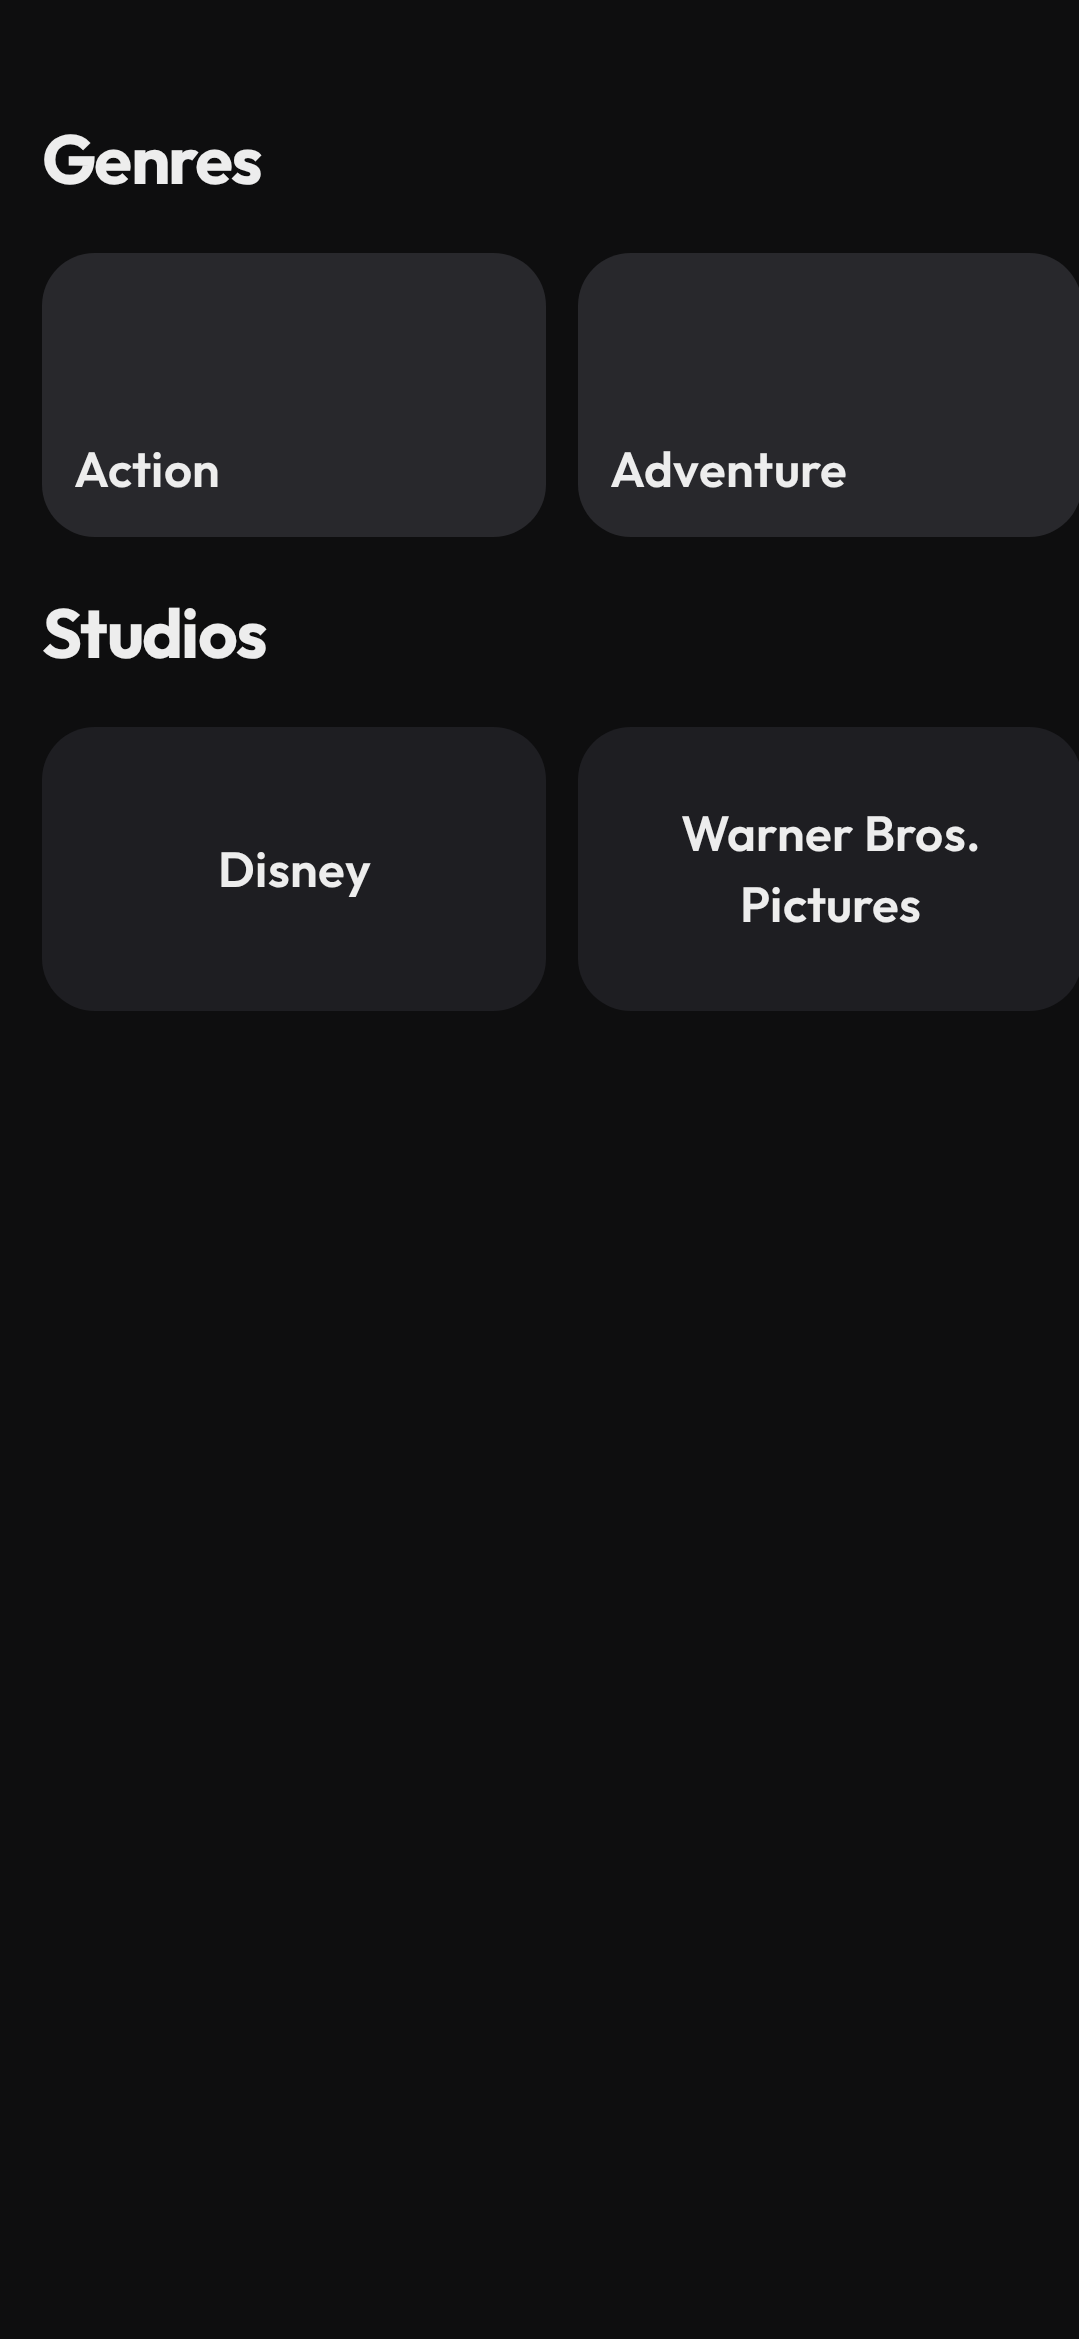 Genres
Action
Adventure
Studios
Disney
Warner Bros.
Pictures